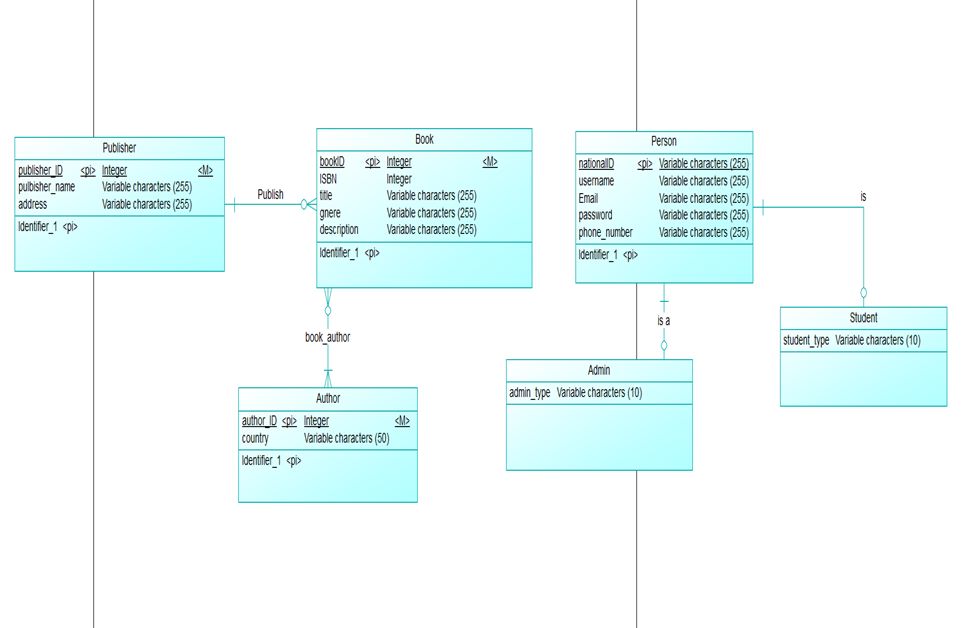 Publisher
publisher_ID <pi> Integer <M>
pulbisher_name Variable characters (255)
address Variable characters (255)
Identifier_1 <pi>
Publish
Book
bookID <pi> Integer <M>
ISBN Integer
title Variable characters (255)
gnere Variable characters (255)
description Variable characters (255)
Identifier_1 <pi>
book_author
Author
author_ID <pi> Integer <M>
country Variable characters (50)
Identifier_1 <pi>
Person
nationalID <pi> Variable characters (255)
username Variable characters (255)
Email Variable characters (255)
password Variable characters (255)
phone_number Variable characters (255)
Identifier_1 <pi>
is a
Admin
admin_type Variable characters (10)
is
Student
student_type Variable characters (10)